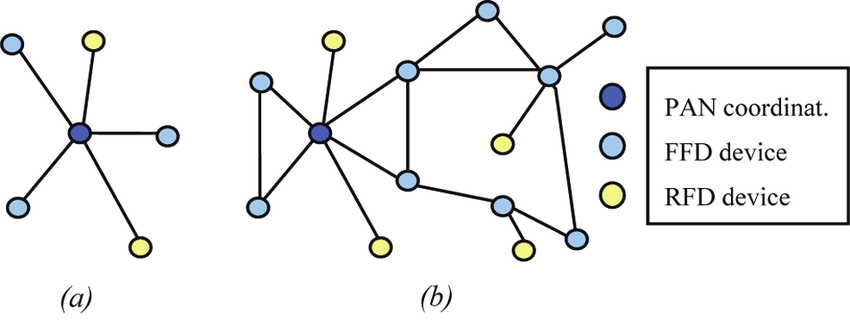 PAN coordinat.
FFD device
RFD device
(a)
(b)